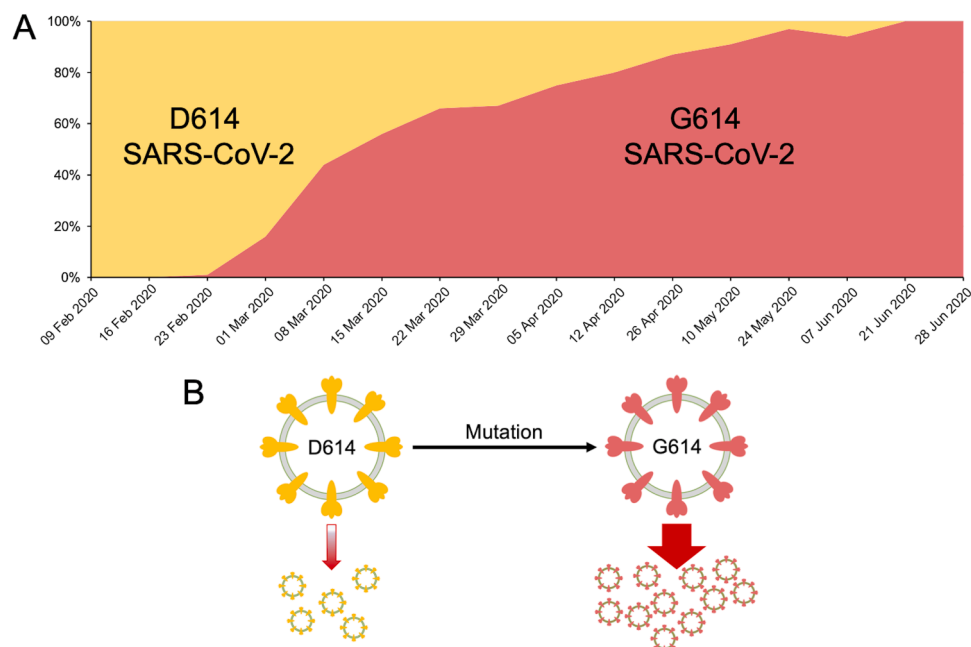 A
100%
80%
60%
40%
20%
0%
D614
SARS-CoV-2
G614
SARS-CoV-2
09 Feb 2020
16 Feb 2020
23 Feb 2020
01 Mar 2020
08 Mar 2020
15 Mar 2020
22 Mar 2020
29 Mar 2020
05 Apr 2020
12 Apr 2020
26 Apr 2020
10 May 2020
24 May 2020
07 Jun 2020
21 Jun 2020
28 Jun 2020
B
D614
Mutation
G614